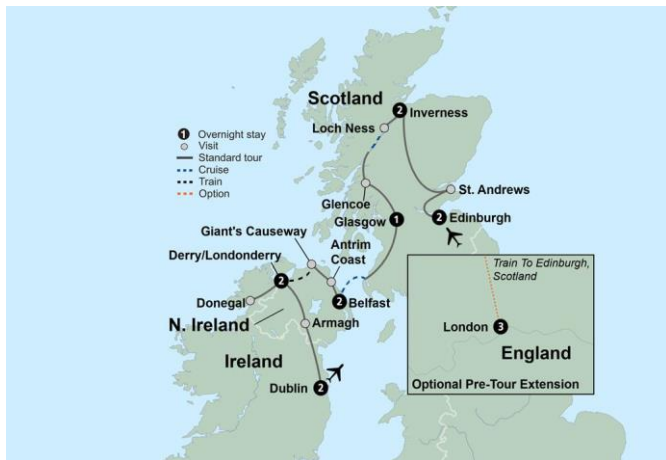 Scotland
2
Inverness
Loch Ness
1 Overnight stay
Visit
Standard tour
Cruise
Train
Option
St. Andrews
Glencoe
Glasgow 1
2 Edinburgh
Giant's Causeway
Antrim
Coast
Derry/Londonderry
2
Donegal
2 Belfast
N. Ireland
Armagh
Ireland
Dublin 2
Train To Edinburgh,
Scotland
London 3
England
Optional Pre-Tour Extension